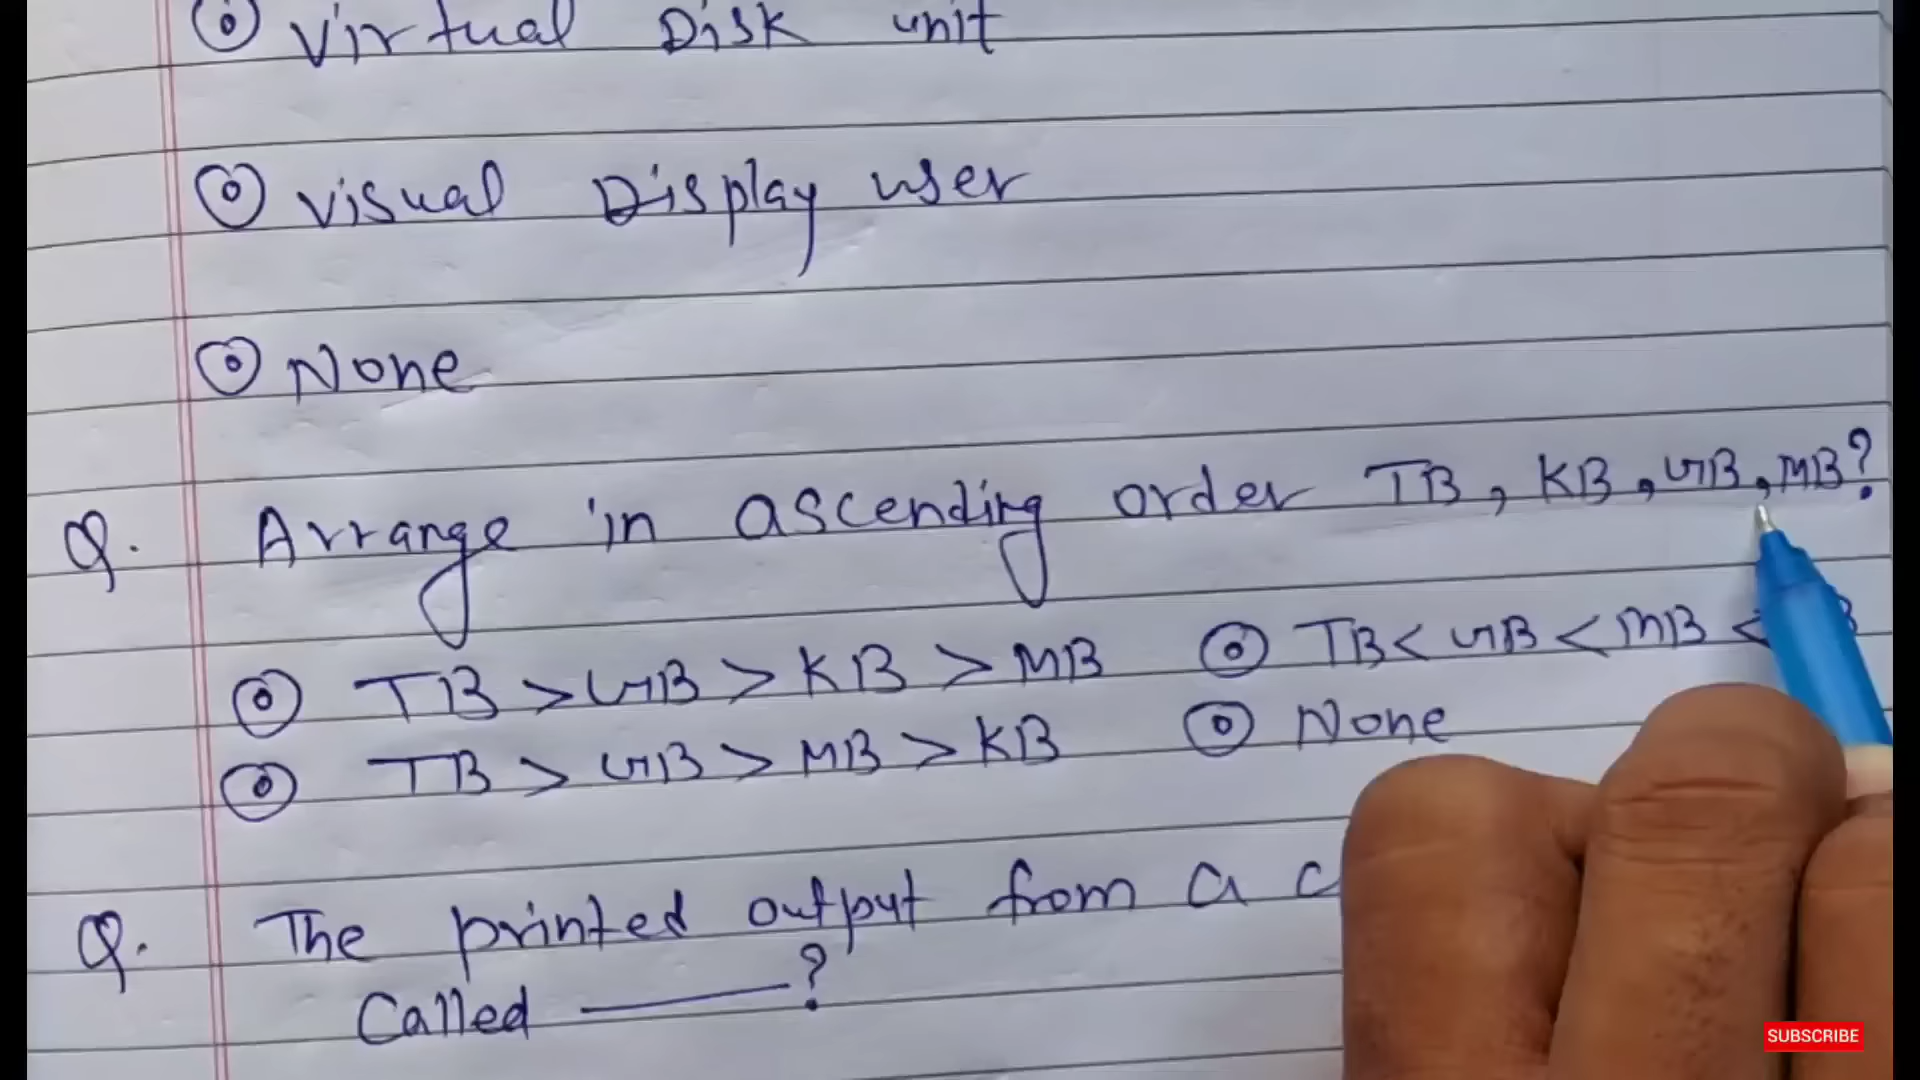 Virtual Disk unit
Visual Display user
None
Q. Arrange in ascending order TB, KB, GB, MB?
TB > GB > KB > MB TB < GB < MB <
TB > GB > MB > KB None
Q. The printed output from a
Called ———?
SUBSCRIBE